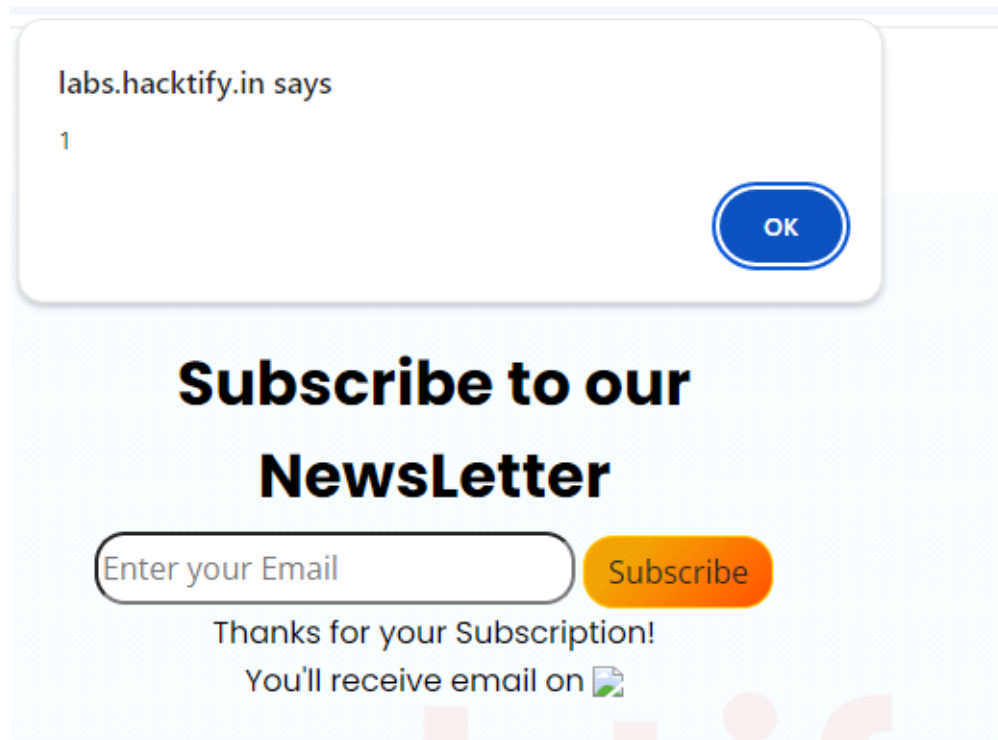 labs.hacktify.in says
1
OK
Subscribe to our
NewsLetter
Enter your Email
Subscribe
Thanks for your Subscription!
You'll receive email on